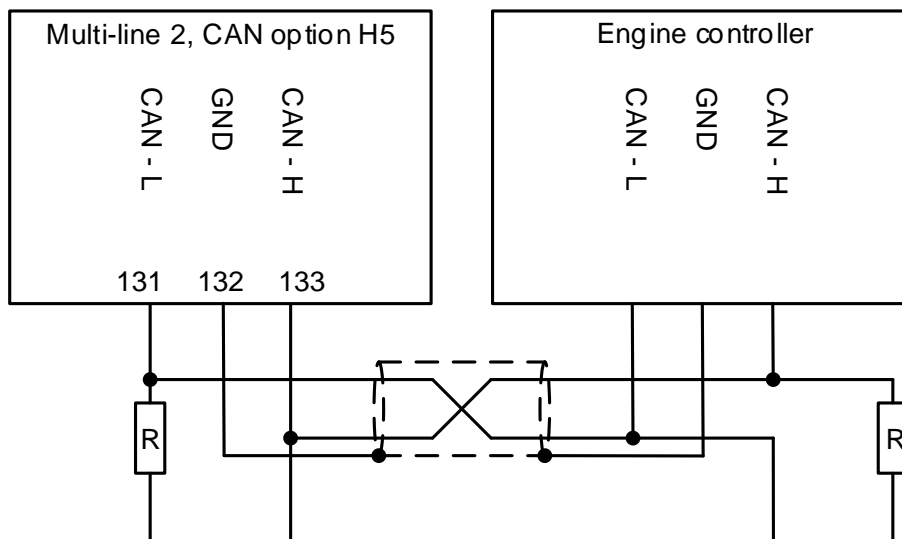 Multi-line 2, CAN option H5
CAN - L
GND
CAN - H
131
132
133
R
Engine controller
CAN - L
GND
CAN - H
R